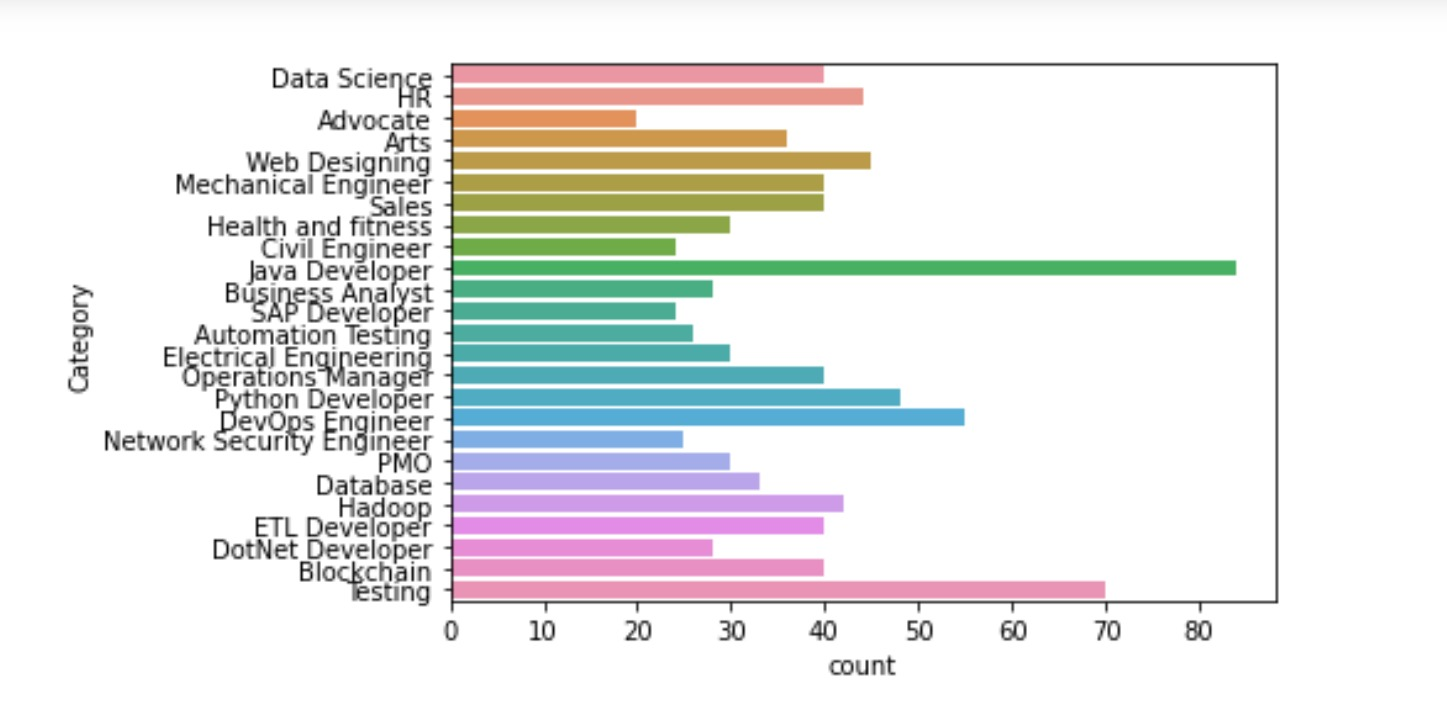 Data Science
HR
Advocate
Arts
Web Designing
Mechanical Engineer
Sales
Health and fitness
Civil Engineer
Java Developer
Business Analyst
SAP Developer
Automation Testing
Electrical Engineering
Operations Manager
Python Developer
DevOps Engineer
Network Security Engineer
PMO
Database
Hadoop
ETL Developer
DotNet Developer
Blockchain
Testing
Category
0 10 20 30 40 50 60 70 80
count